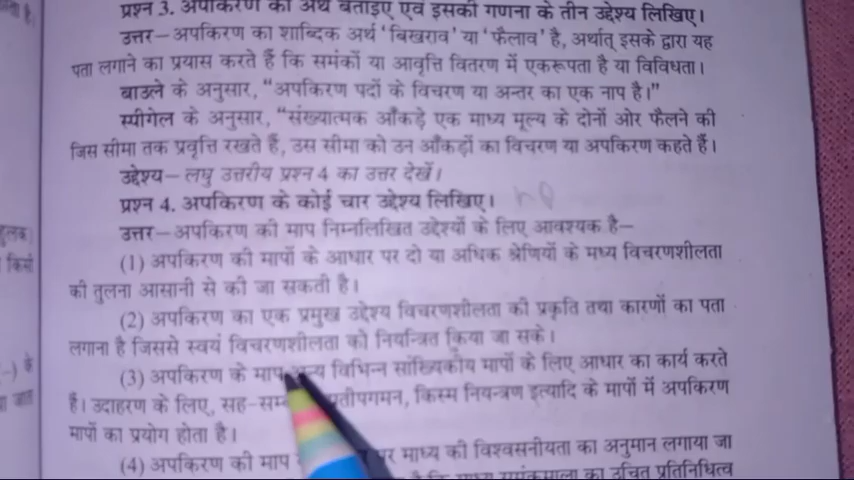 प्रश्न 3. अपकिरण का अर्थ बताइए एवं इसकी गणना के तीन उद्देश्य लिखिए।
उत्तर—अपकिरण का शाब्दिक अर्थ 'बिखराव' या 'फैलाव' है, अर्थात् इसके द्वारा यह
पता लगाने का प्रयास करते हैं कि समंकों या आवृत्ति वितरण में एकरूपता है या विविधता।
बाउले के अनुसार, "अपकिरण पदों के विचरण या अन्तर का एक नाप है।"
स्पीगेल के अनुसार, "संख्यात्मक आँकड़े एक माध्य मूल्य के दोनों ओर फैलने की
जिस सीमा तक प्रवृत्ति रखते हैं, उस सीमा को उन आँकड़ों का विचरण या अपकिरण कहते हैं।
उद्देश्य—लघु उत्तरीय प्रश्न 4 का उत्तर देखें।
प्रश्न 4. अपकिरण के कोई चार उद्देश्य लिखिए।
उत्तर—अपकिरण की माप निम्नलिखित उद्देश्यों के लिए आवश्यक है—
(1) अपकिरण की मापों के आधार पर दो या अधिक श्रेणियों के मध्य विचरणशीलता
की तुलना आसानी से की जा सकती है।
(2) अपकिरण का एक प्रमुख उद्देश्य विचरणशीलता की प्रकृति तथा कारणों का पता
लगाना है जिससे स्वयं विचरणशीलता को नियन्त्रित किया जा सके।
(3) अपकिरण के माप अन्य विभिन्न सांख्यिकीय मापों के लिए आधार का कार्य करते
हैं। उदाहरण के लिए, सह-सम प्रतीपगमन, किस्म नियन्त्रण इत्यादि के मापों में अपकिरण
मापों का प्रयोग होता है।
(4) अपकिरण की माप पर माध्य की विश्वसनीयता का अनुमान लगाया जा
है कि माध्य समंकमाला का उचित प्रतिनिधित्व